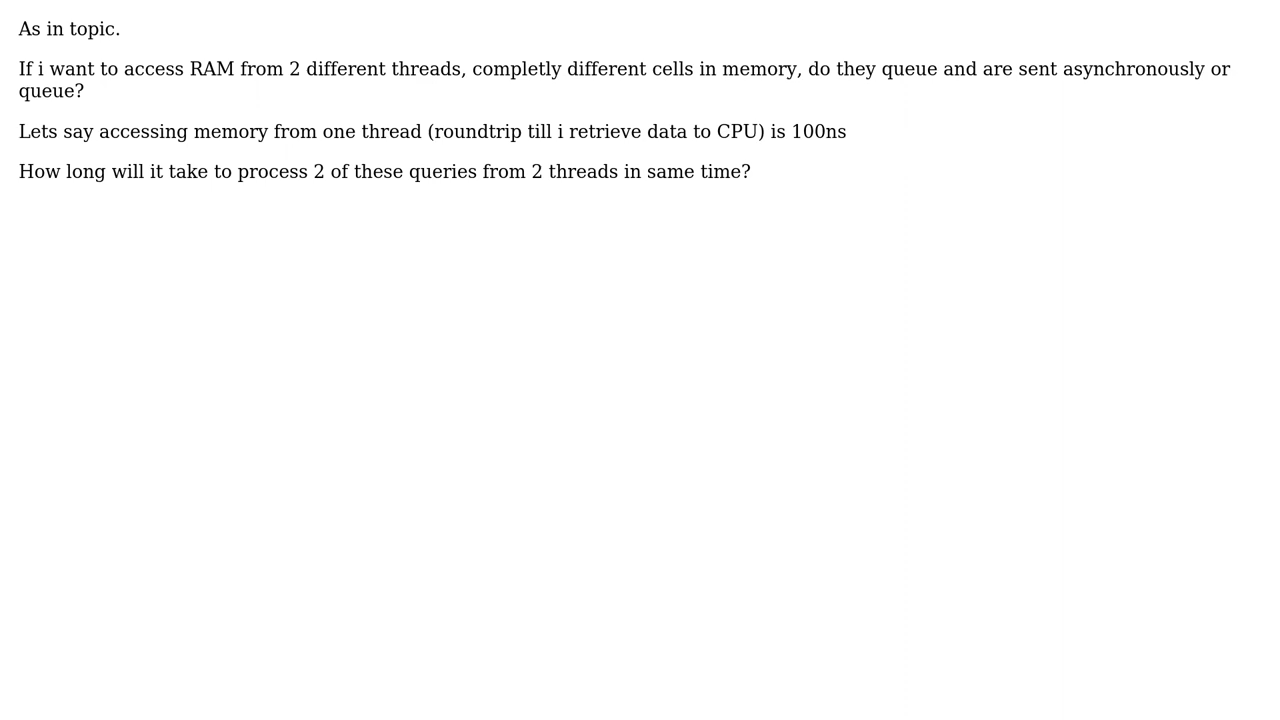 As in topic.
If i want to access RAM from 2 different threads, completly different cells in memory, do they queue and are sent asynchronously or
queue?
Lets say accessing memory from one thread (roundtrip till i retrieve data to CPU) is 100ns
How long will it take to process 2 of these queries from 2 threads in same time?